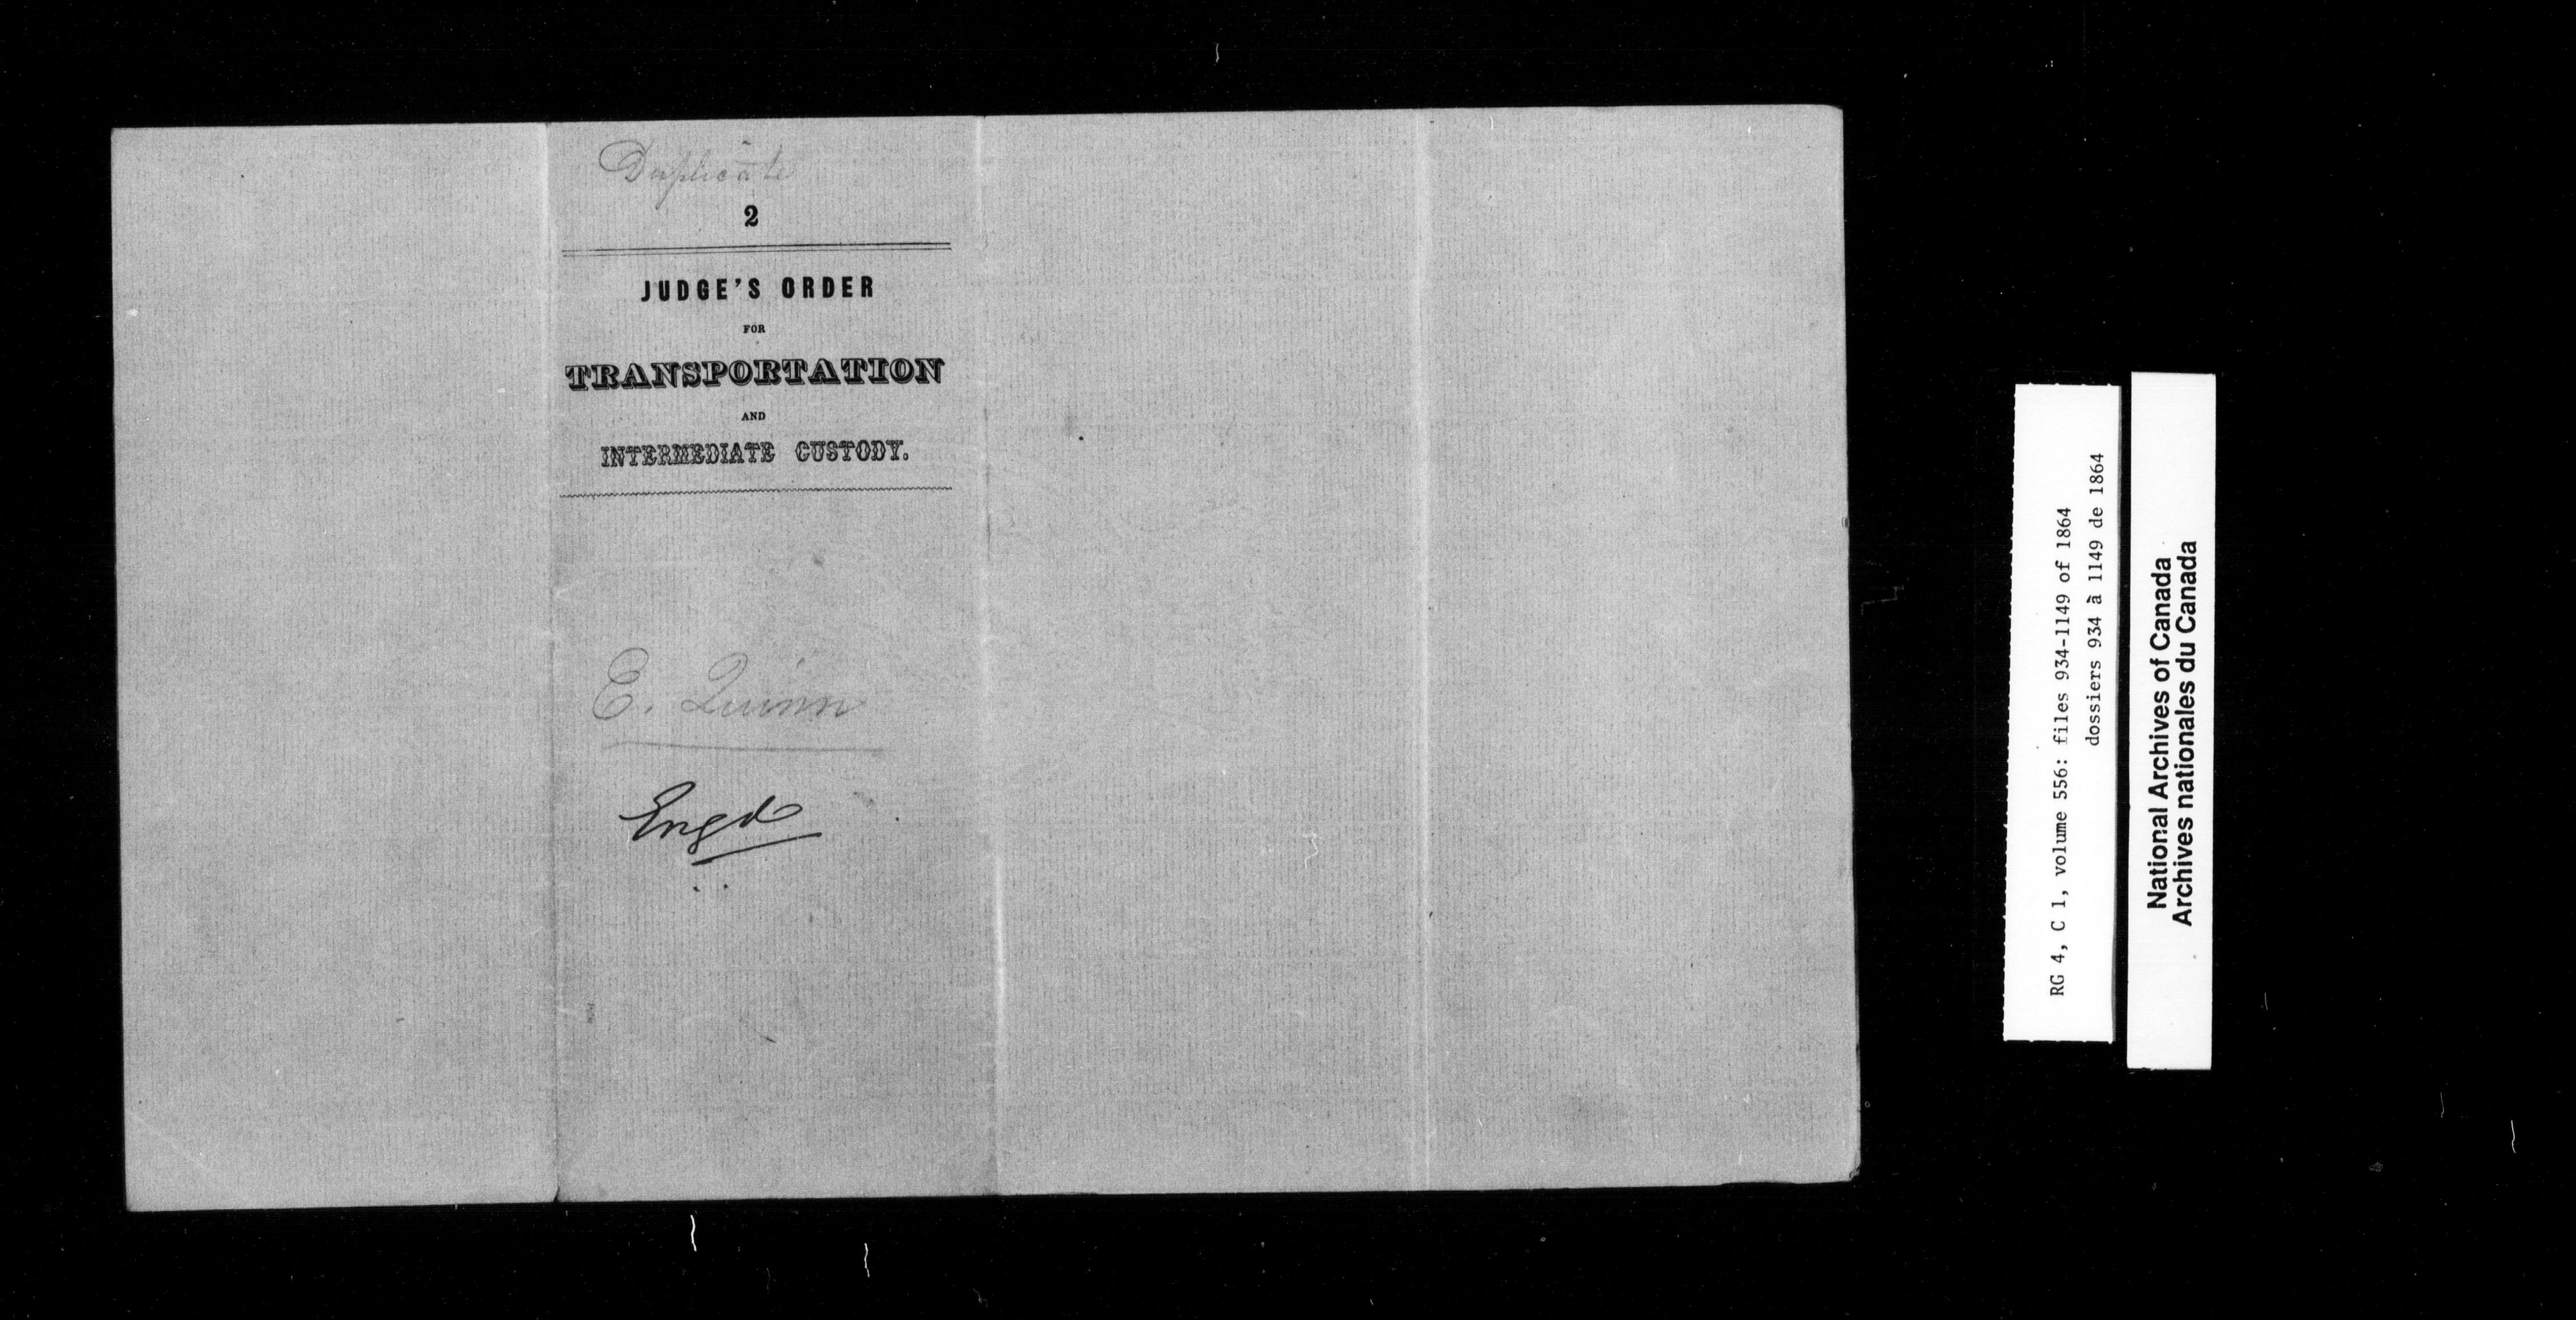 Duplicate
2
JUDGE'S ORDER
FOR
TRANSPORTATION
AND
INTERMEDIATE CUSTODY.
E. Quinn
Engd
RG 4, C 1, volume 556: files 934-1149 of 1864
dossiers 934 à 1149 de 1864
National Archives of Canada
Archives nationales du Canada